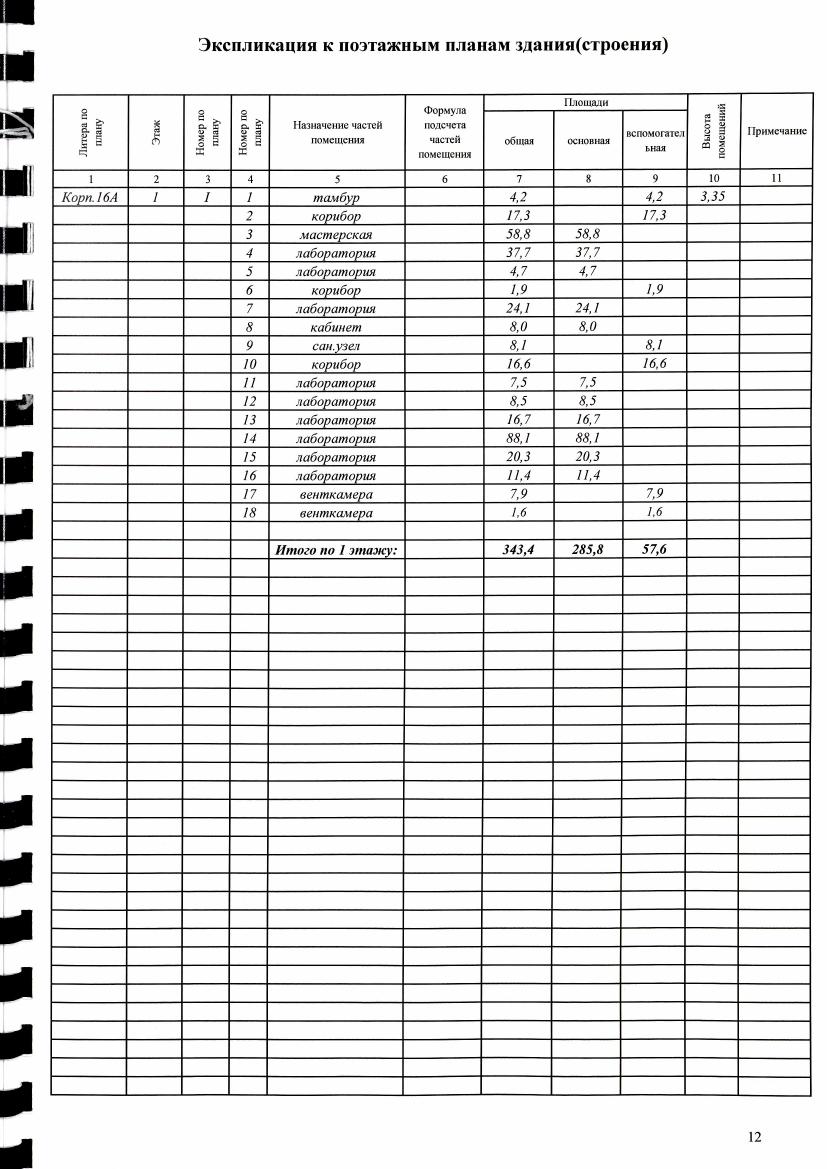 Экспликация к поэтажным планам здания(строения)
Литера по плану
Этаж
Номер по плану
Номер по плану
Назначение частей помещения
Формула подсчета частей помещения
Площади
общая
основная
вспомогательная
Высота помещений
Примечание
1 2 3 4 5 6 7 8 9 10 11
Корп.16А 1 I 1 тамбур 4,2 4,2 3,35
2 корибор 17,3 17,3
3 мастерская 58,8 58,8
4 лаборатория 37,7 37,7
5 лаборатория 4,7 4,7
6 корибор 1,9 1,9
7 лаборатория 24,1 24,1
8 кабинет 8,0 8,0
9 сан.узел 8,1 8,1
10 корибор 16,6 16,6
11 лаборатория 7,5 7,5
12 лаборатория 8,5 8,5
13 лаборатория 16,7 16,7
14 лаборатория 88,1 88,1
15 лаборатория 20,3 20,3
16 лаборатория 11,4 11,4
17 венткамера 7,9 7,9
18 венткамера 1,6 1,6
Итого по 1 этажу: 343,4 285,8 57,6
12